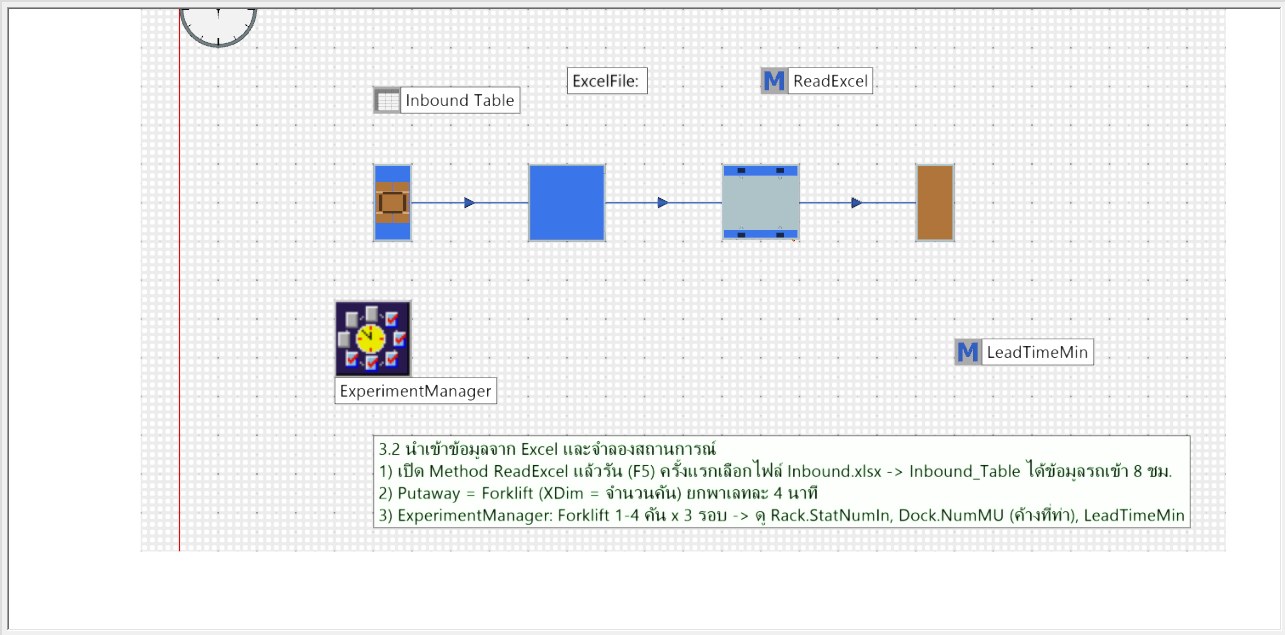 ExcelFile:
M ReadExcel
Inbound Table
M LeadTimeMin
ExperimentManager
3.2 นำเข้าข้อมูลจาก Excel และจำลองสถานการณ์
1) เปิด Method ReadExcel แล้วรัน (F5) ครั้งแรกเลือกไฟล์ Inbound.xlsx -> Inbound_Table ได้ข้อมูลรถเข้า 8 ชม.
2) Putaway = Forklift (XDim = จำนวนคัน) ยกพาเลทละ 4 นาที
3) ExperimentManager: Forklift 1-4 คัน x 3 รอบ -> ดู Rack.StatNumIn, Dock.NumMU (ค้างที่ท่า), LeadTimeMin